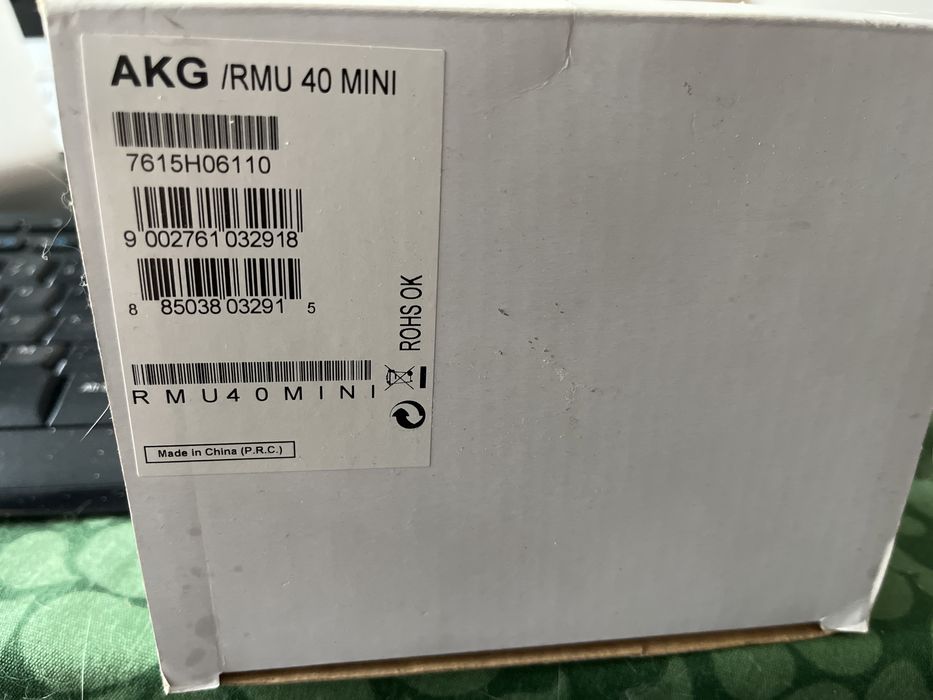 AKG /RMU 40 MINI
7615H06110
9 002761 032918
8 85038 03291 5
ROHS OK
RMU40MINI
Made in China (P.R.C.)